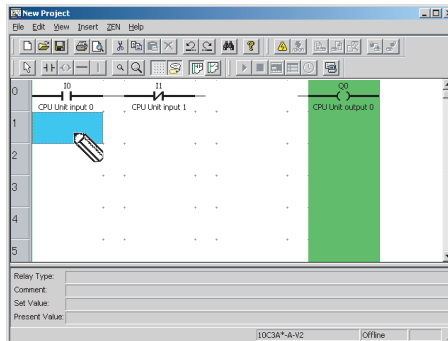 New Project
File Edit View Insert ZEN Help
0 I0 I1 Q0
CPU Unit input 0 CPU Unit input 1 CPU Unit output 0
1
2
3
4
5
Relay Type:
Comment:
Set Value:
Present Value:
10C3A*-A-V2 Offline